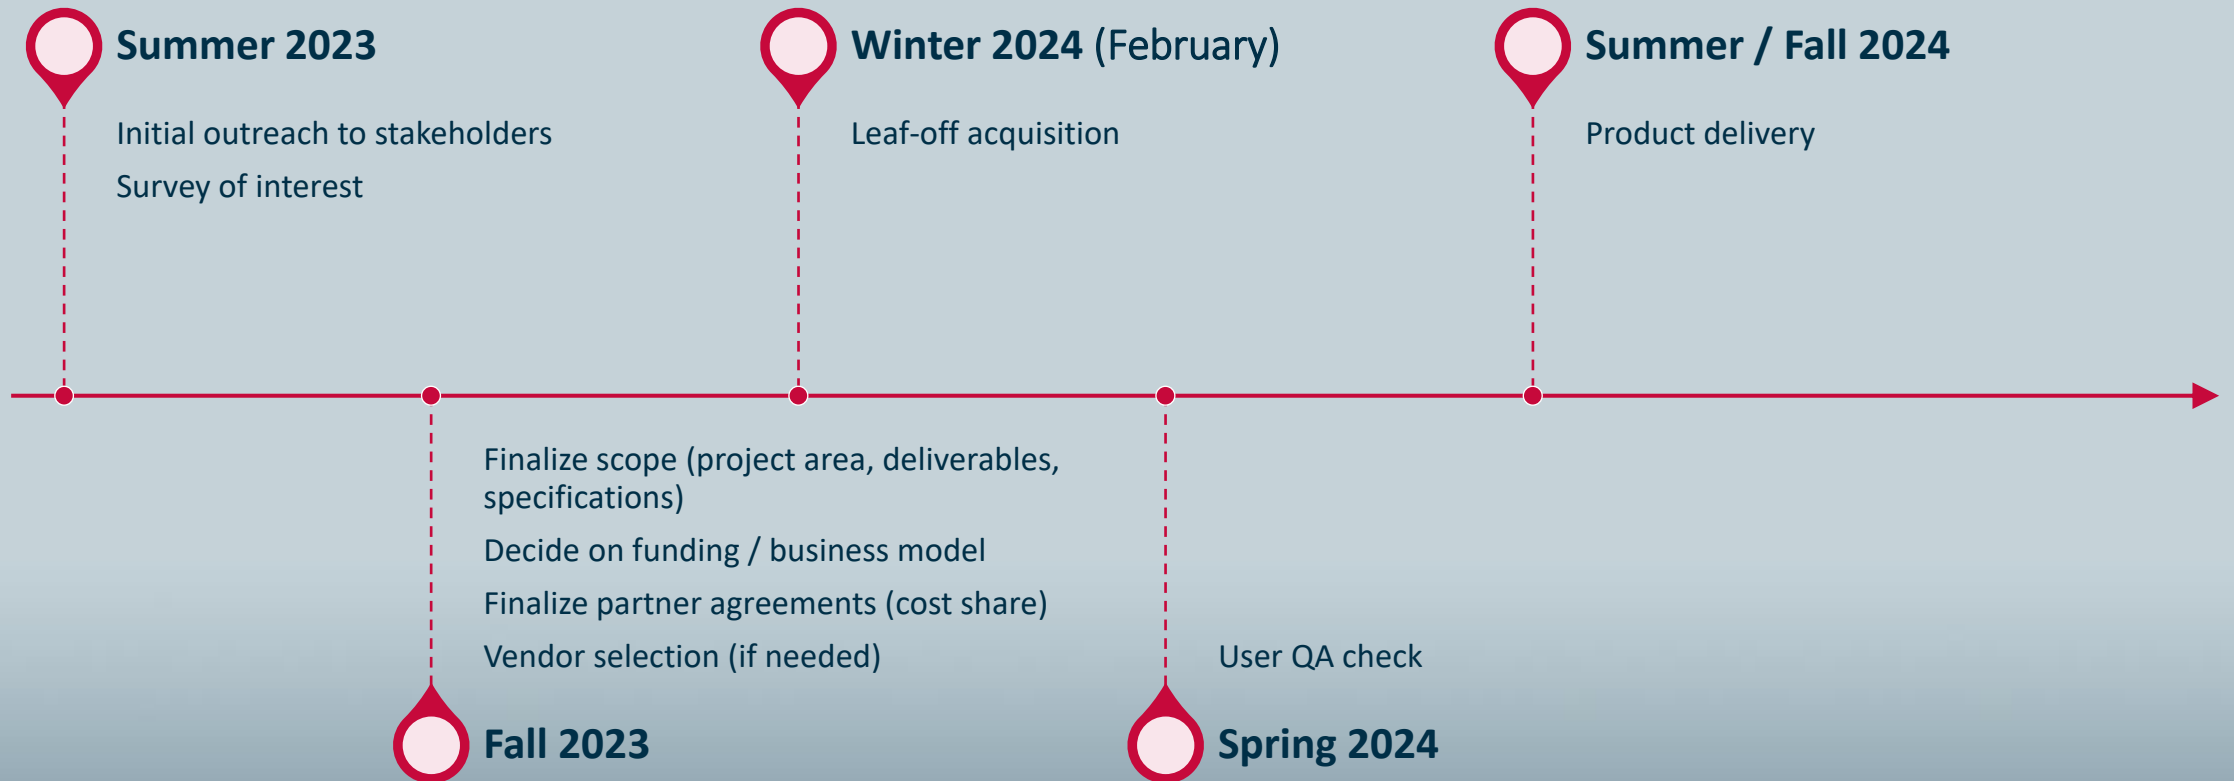 Summer 2023
Initial outreach to stakeholders
Survey of interest
Finalize scope (project area, deliverables,
specifications)
Decide on funding / business model
Finalize partner agreements (cost share)
Vendor selection (if needed)
Fall 2023
Winter 2024 (February)
Leaf-off acquisition
User QA check
Spring 2024
Summer / Fall 2024
Product delivery